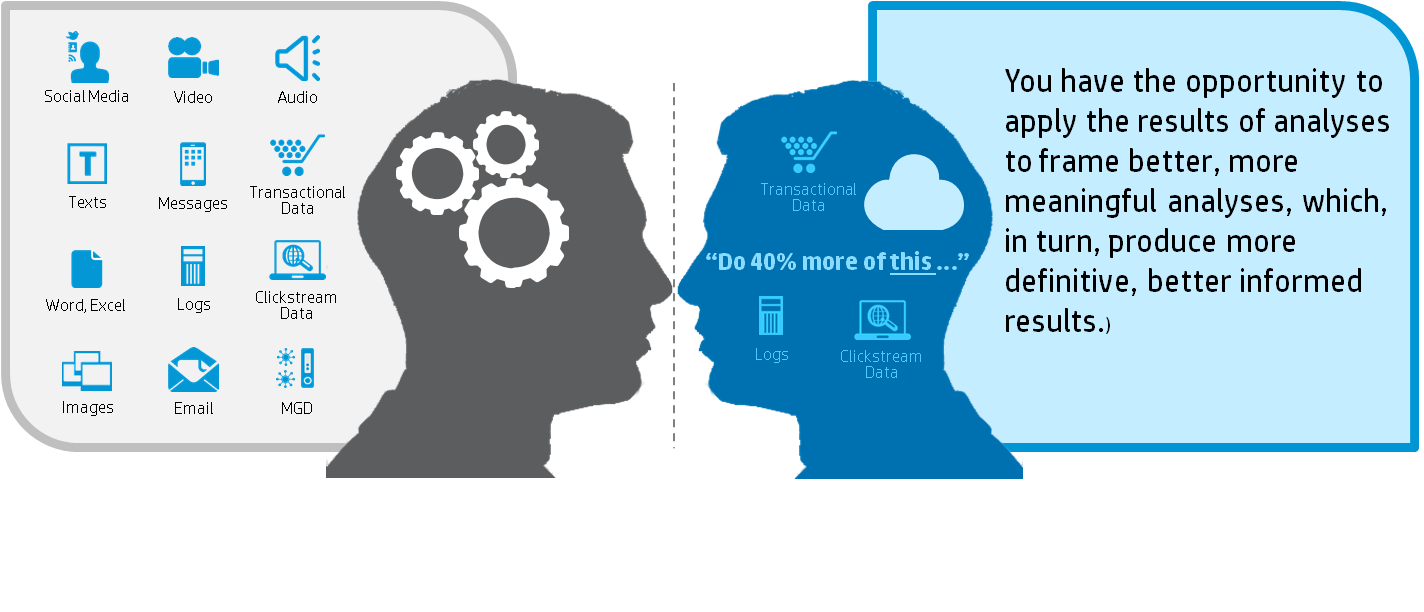 Social Media
Video
Audio
T
Texts
Messages
Transactional
Data
Word, Excel
Logs
Clickstream
Data
Images
Email
MGD
Transactional
Data
“Do 40% more of this ...”
Logs
Clickstream
Data
You have the opportunity to
apply the results of analyses
to frame better, more
meaningful analyses, which,
in turn, produce more
definitive, better informed
results.)